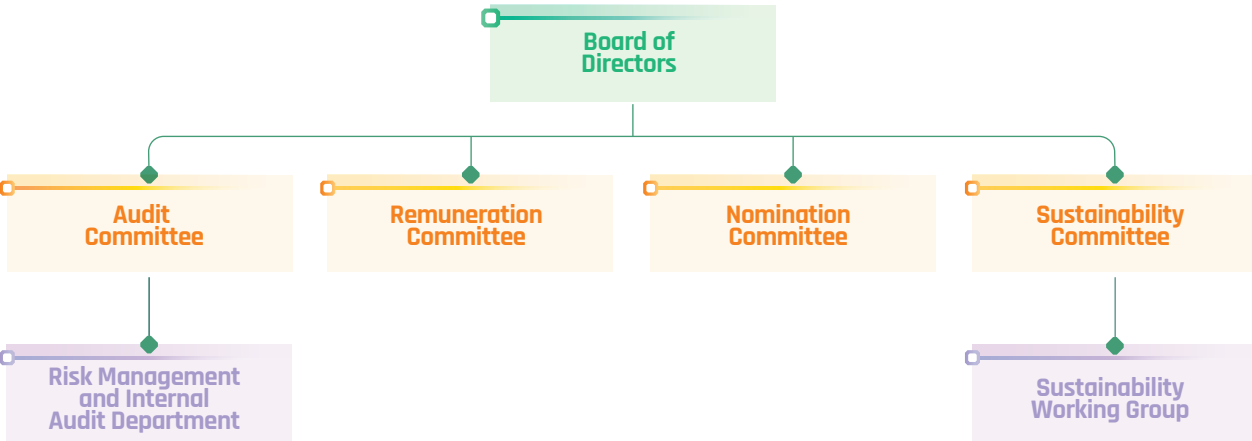 Board of
Directors
Audit
Committee
Remuneration
Committee
Nomination
Committee
Sustainability
Committee
Risk Management
and Internal
Audit Department
Sustainability
Working Group